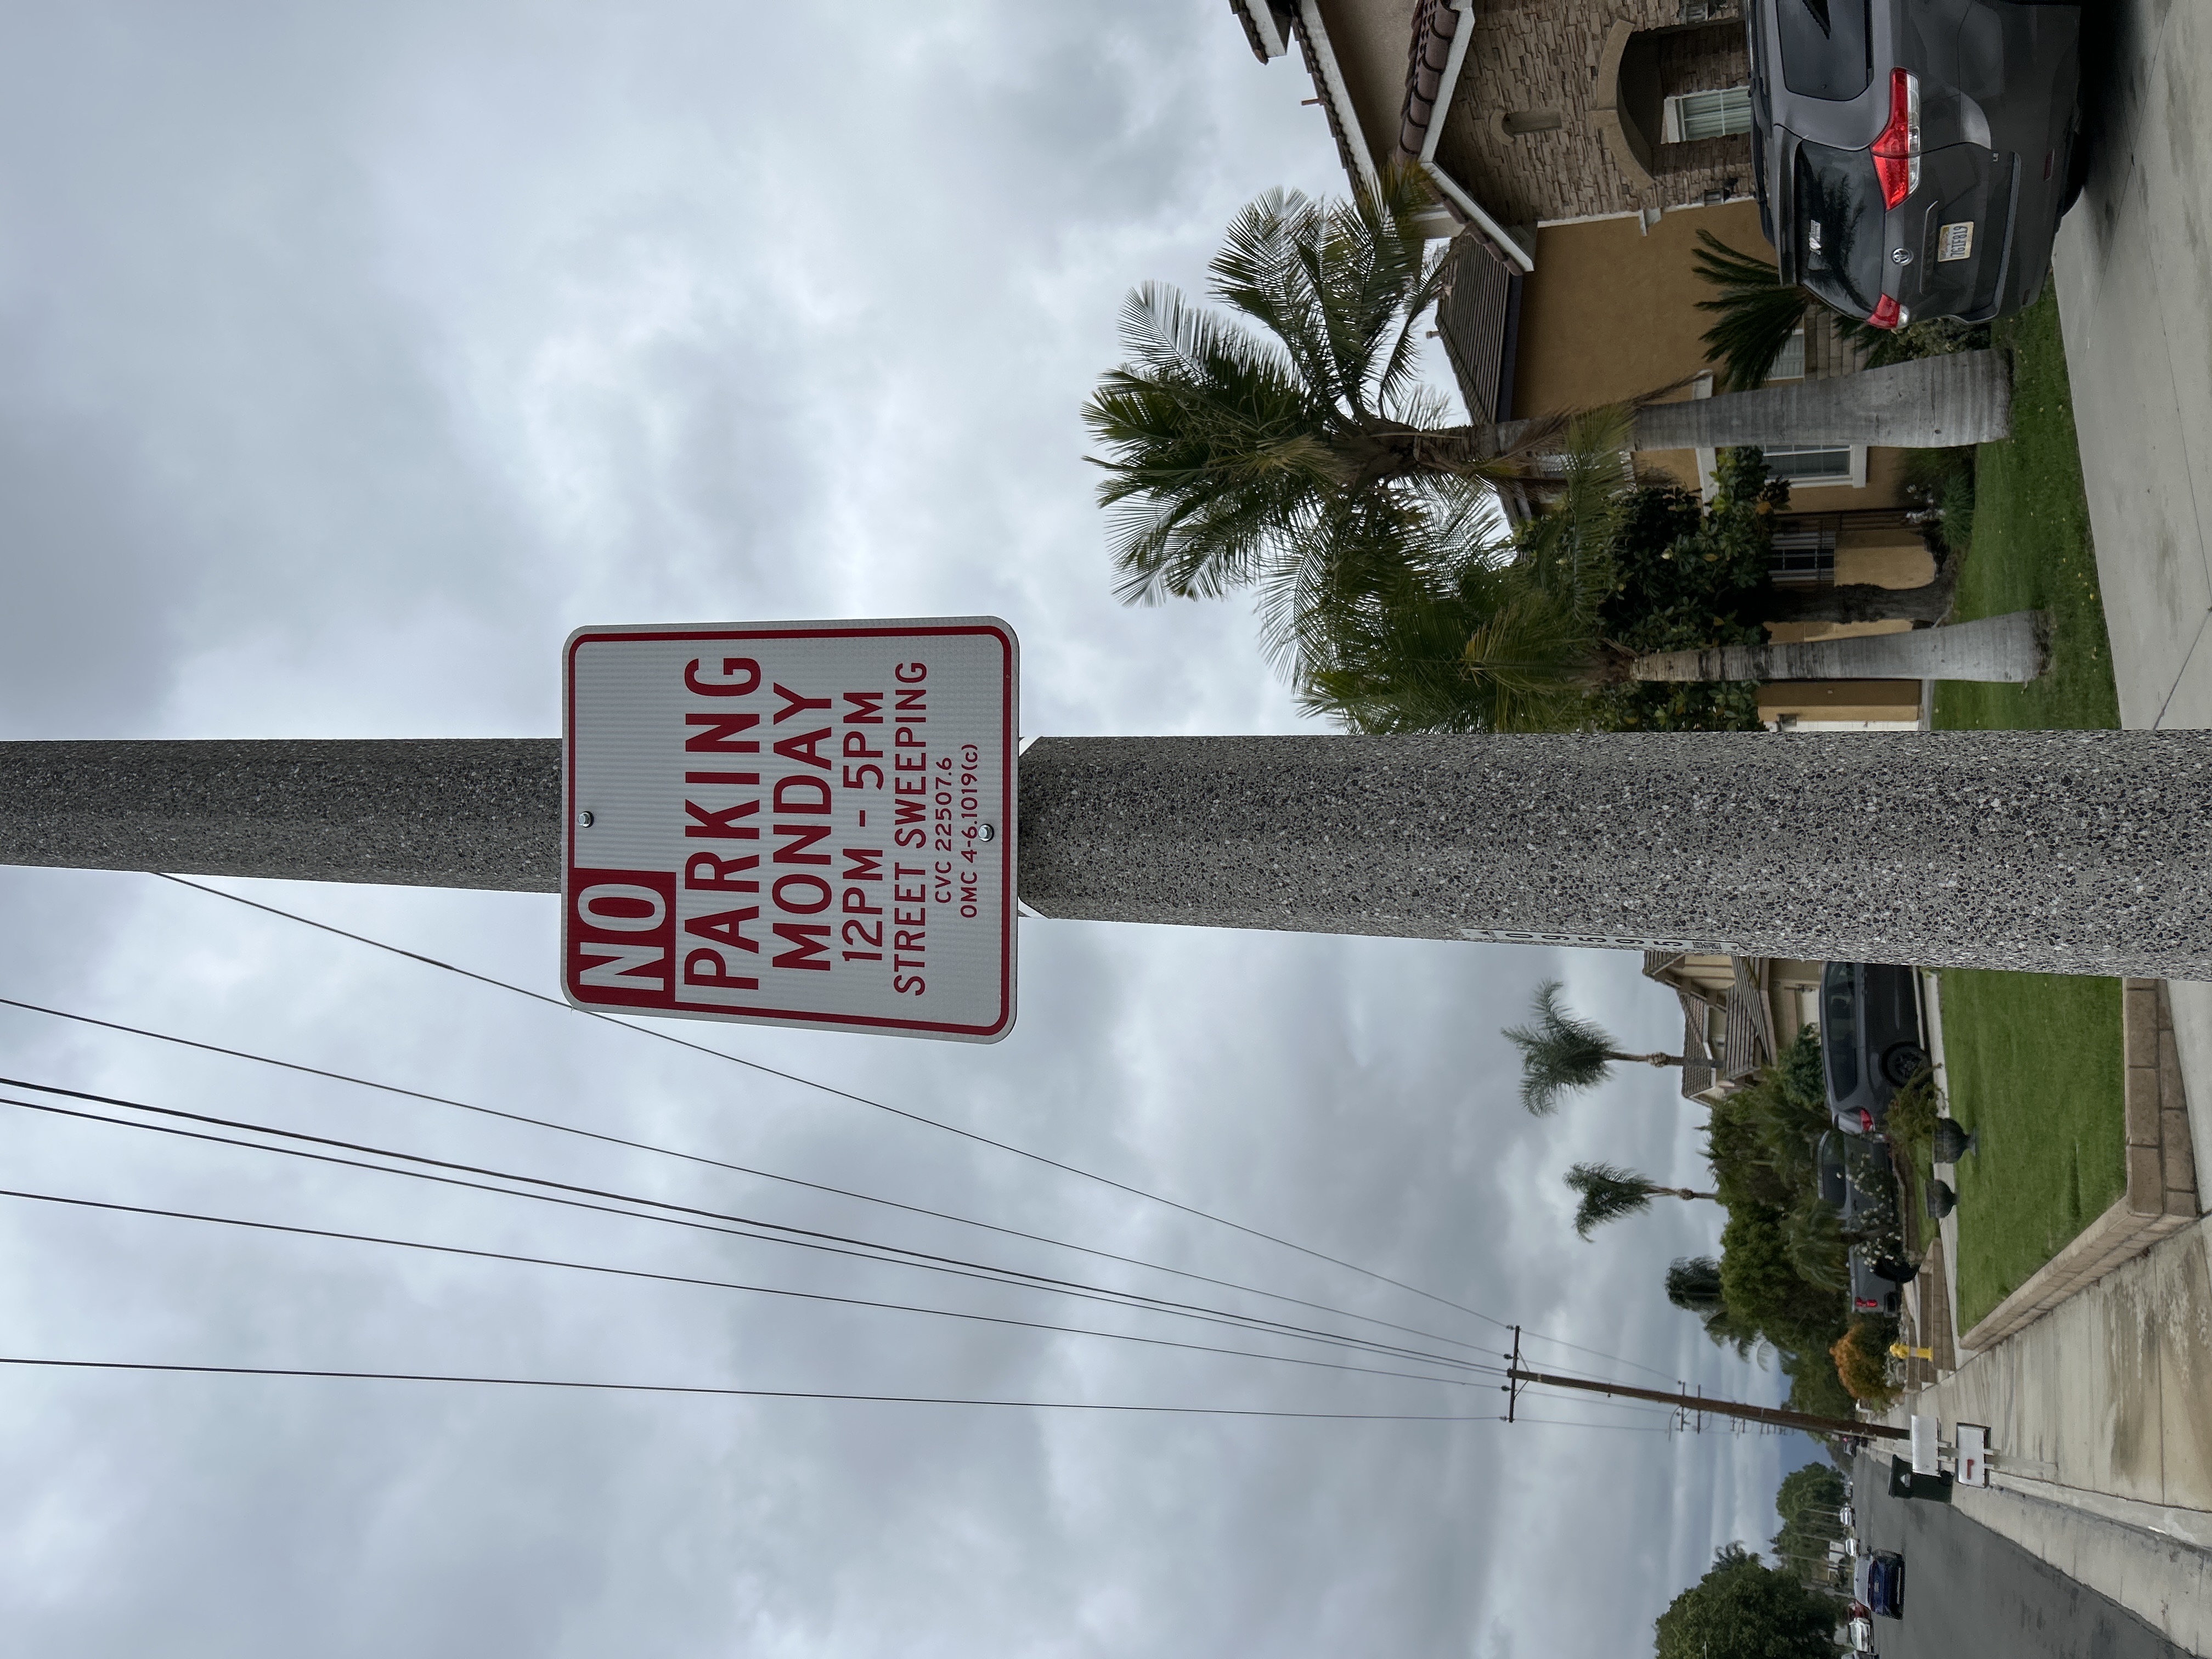 NO
PARKING
MONDAY
12PM - 5PM
STREET SWEEPING
CVC 22507.6
OMC 4-6.1019(c)